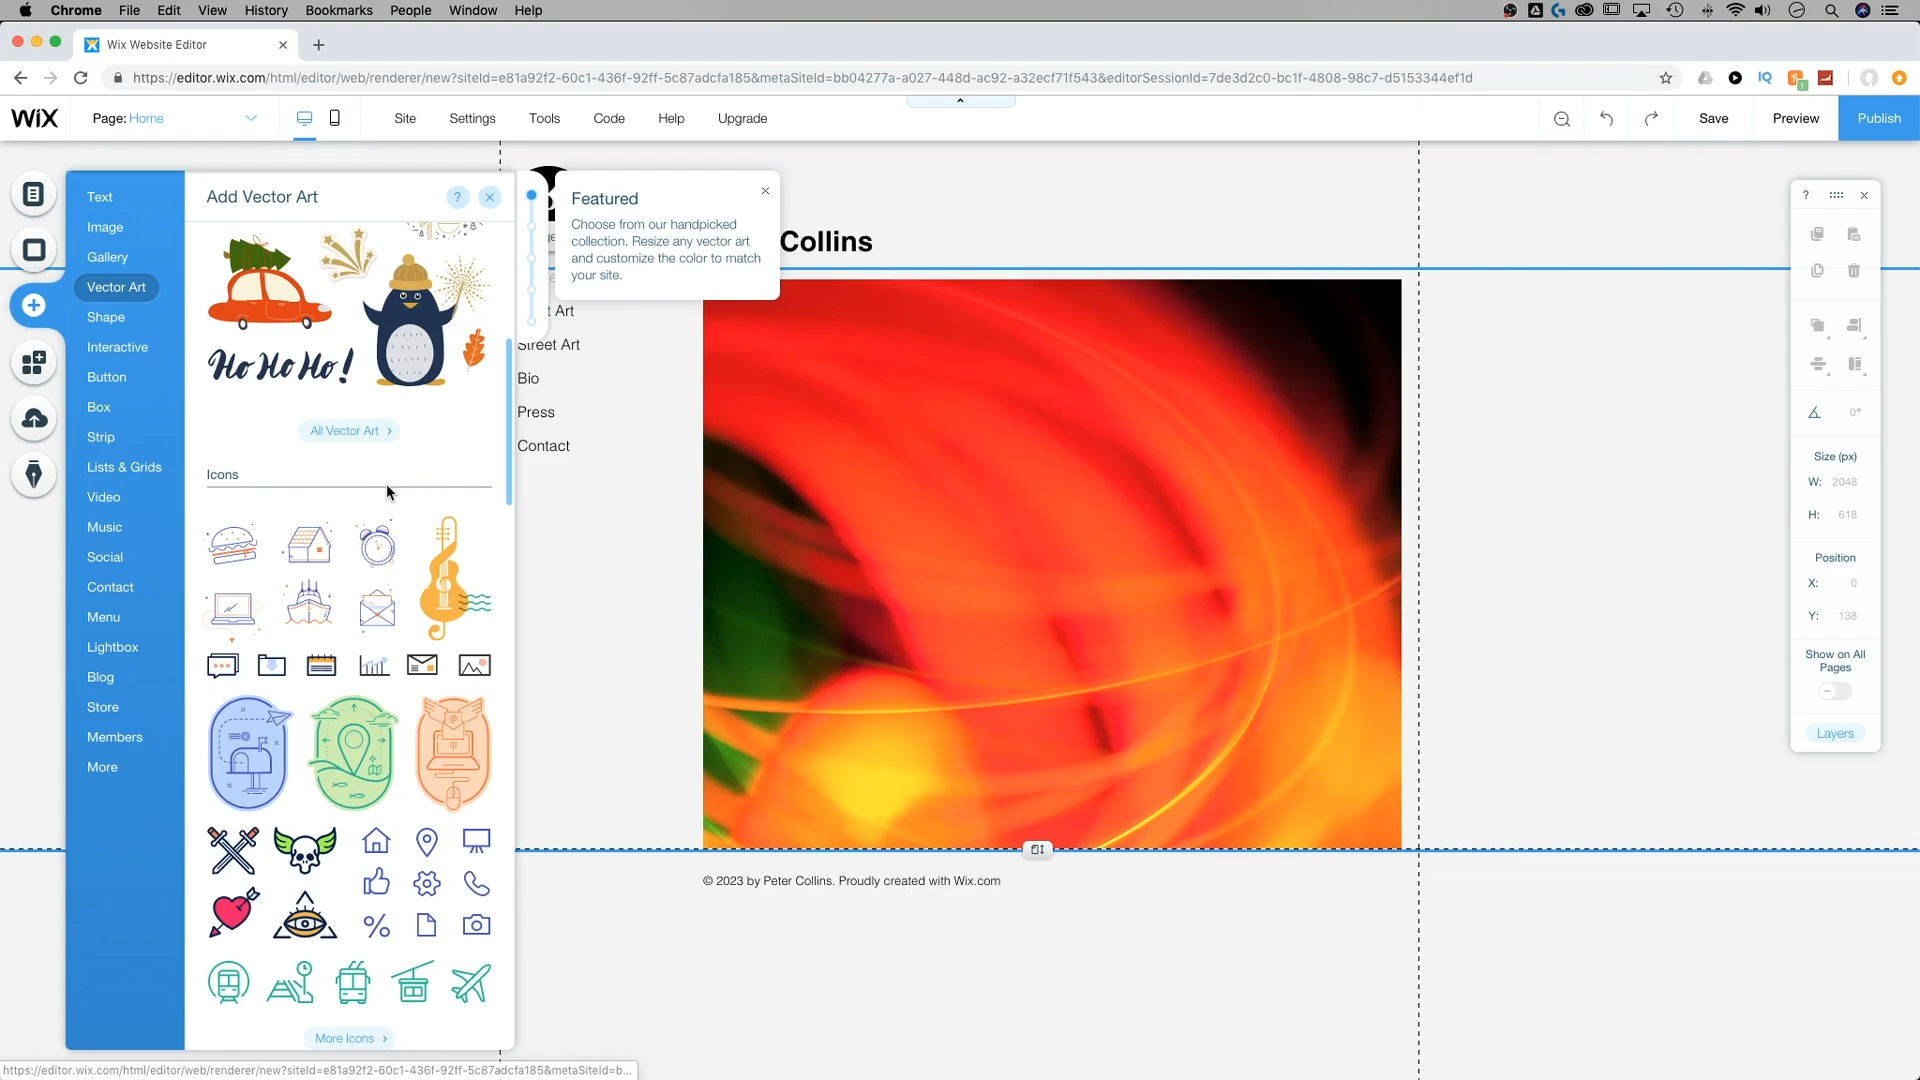 Chrome File Edit View History Bookmarks People Window Help
Wix Website Editor
https://editor.wix.com/html/editor/web/renderer/new?siteId=e81a92f2-60c1-436f-92ff-5c87adcfa185&metaSiteId=bb04277a-a027-448d-ac92-a32ecf71f543&editorSessionId=7de3d2c0-bc1f-4808-98c7-d5153344ef1d
IQ
1
WiX Page: Home Site Settings Tools Code Help Upgrade Save Preview Publish
Text
Image
Gallery
Vector Art
Shape
Interactive
Button
Box
Strip
Lists & Grids
Video
Music
Social
Contact
Menu
Lightbox
Blog
Store
Members
More
Add Vector Art
?
Ho Ho Ho!
All Vector Art >
Icons
More Icons >
Featured
Choose from our handpicked
collection. Resize any vector art
and customize the color to match
your site.
Collins
Art
Street Art
Bio
Press
Contact
© 2023 by Peter Collins. Proudly created with Wix.com
?
0°
Size (px)
W: 2048
H: 618
Position
X: 0
Y: 138
Show on All
Pages
Layers
https://editor.wix.com/html/editor/web/renderer/new?siteId=e81a92f2-60c1-436f-92ff-5c87adcfa185&metaSiteId=b...